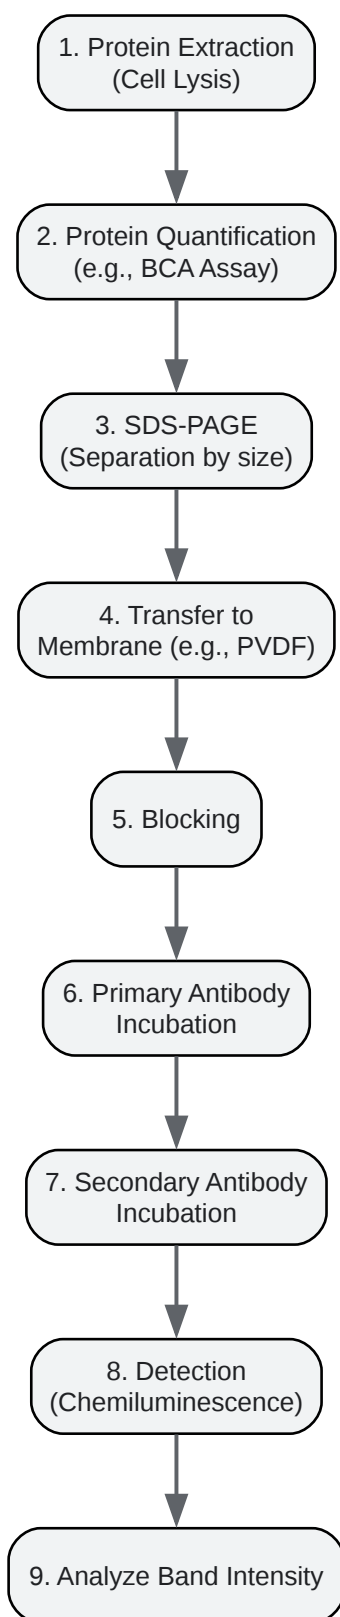 1. Protein Extraction
(Cell Lysis)
2. Protein Quantification
(e.g., BCA Assay)
3. SDS-PAGE
(Separation by size)
4. Transfer to
Membrane (e.g., PVDF)
5. Blocking
6. Primary Antibody
Incubation
7. Secondary Antibody
Incubation
8. Detection
(Chemiluminescence)
9. Analyze Band Intensity